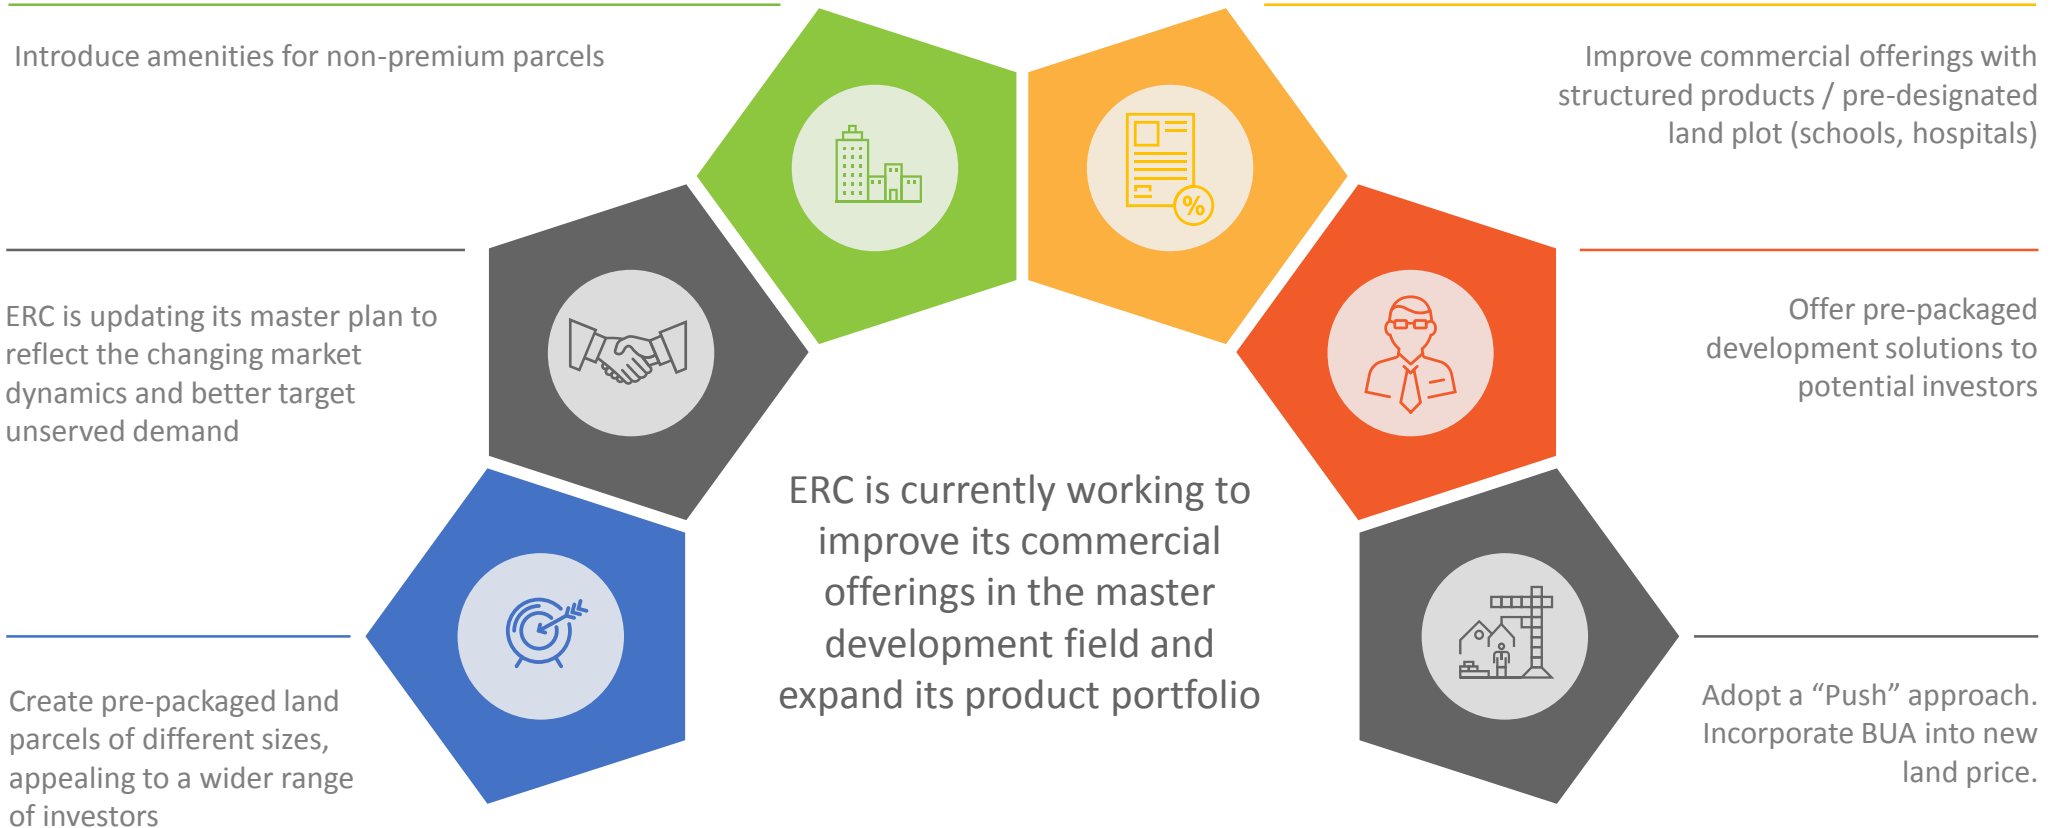 Introduce amenities for non-premium parcels
Improve commercial offerings with
structured products / pre-designated
land plot (schools, hospitals)
%
ERC is updating its master plan to
reflect the changing market
dynamics and better target
unserved demand
Offer pre-packaged
development solutions to
potential investors
ERC is currently working to
improve its commercial
offerings in the master
development field and
expand its product portfolio
Create pre-packaged land
parcels of different sizes,
appealing to a wider range
of investors
Adopt a “Push” approach.
Incorporate BUA into new
land price.